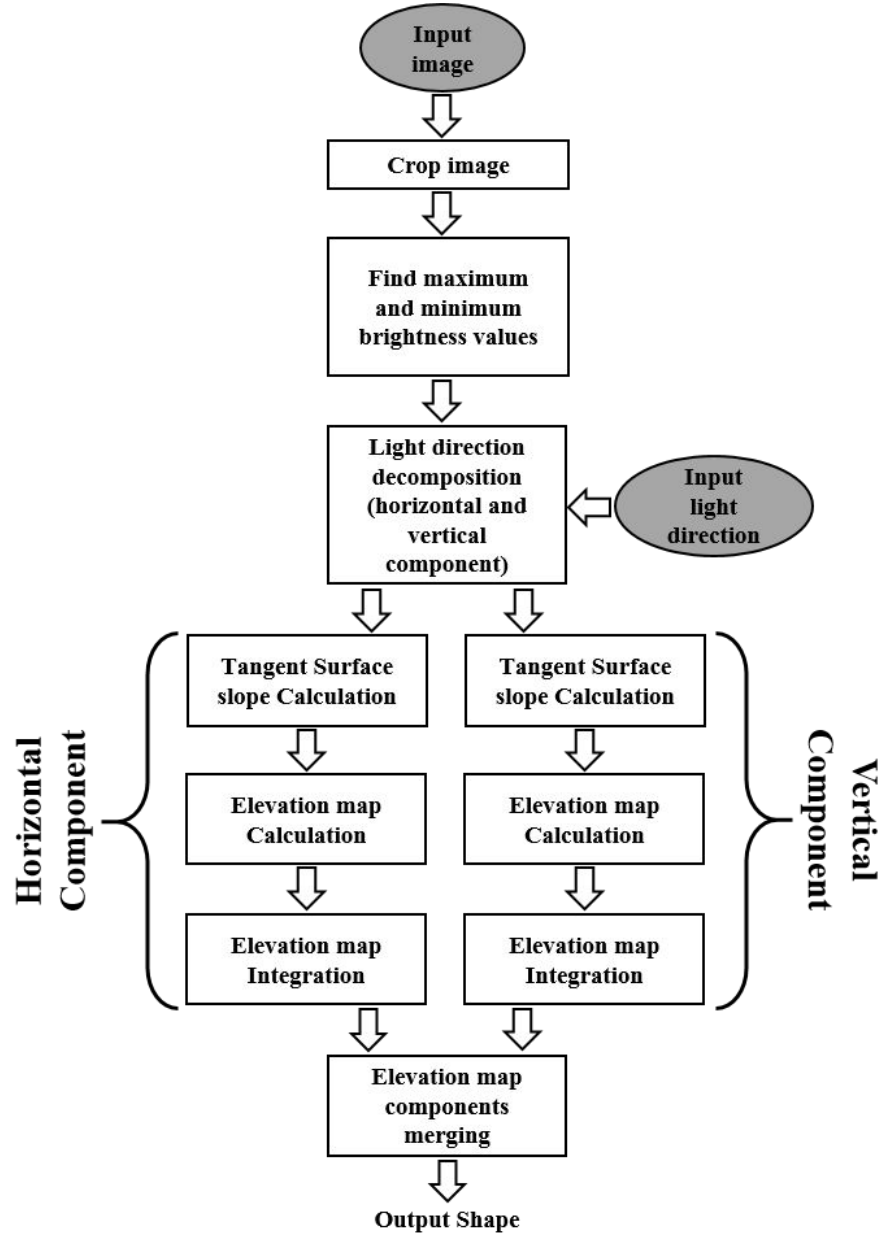 Input
image
Crop image
Find maximum
and minimum
brightness values
Light direction
decomposition
(horizontal and
vertical
component)
Input
light
direction
Horizontal
Component
Tangent Surface
slope Calculation
Elevation map
Calculation
Elevation map
Integration
Tangent Surface
slope Calculation
Elevation map
Calculation
Elevation map
Integration
Vertical
Component
Elevation map
components
merging
Output Shape